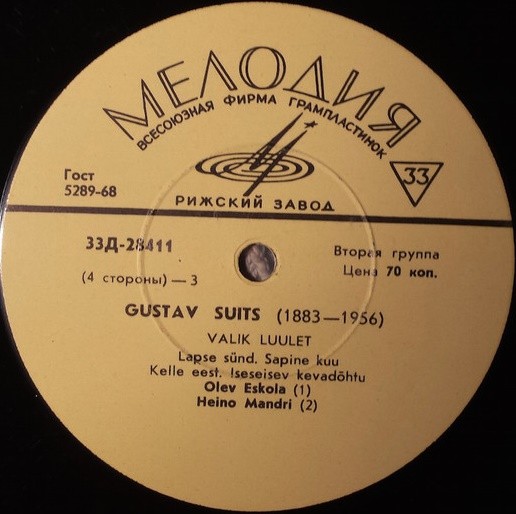 МЕЛОДИЯ
ВСЕСОЮЗНАЯ ФИРМА ГРАМПЛАСТИНОК
Гост
5289-68
33
РИЖСКИЙ ЗАВОД
33Д-28411
(4 стороны) — 3
Вторая группа
Цена 70 коп.
GUSTAV SUITS (1883—1956)
VALIK LUULET
Lapse sünd. Sapine kuu
Kelle eest. Iseseisev kevadõhtu
Olev Eskola (1)
Heino Mandri (2)